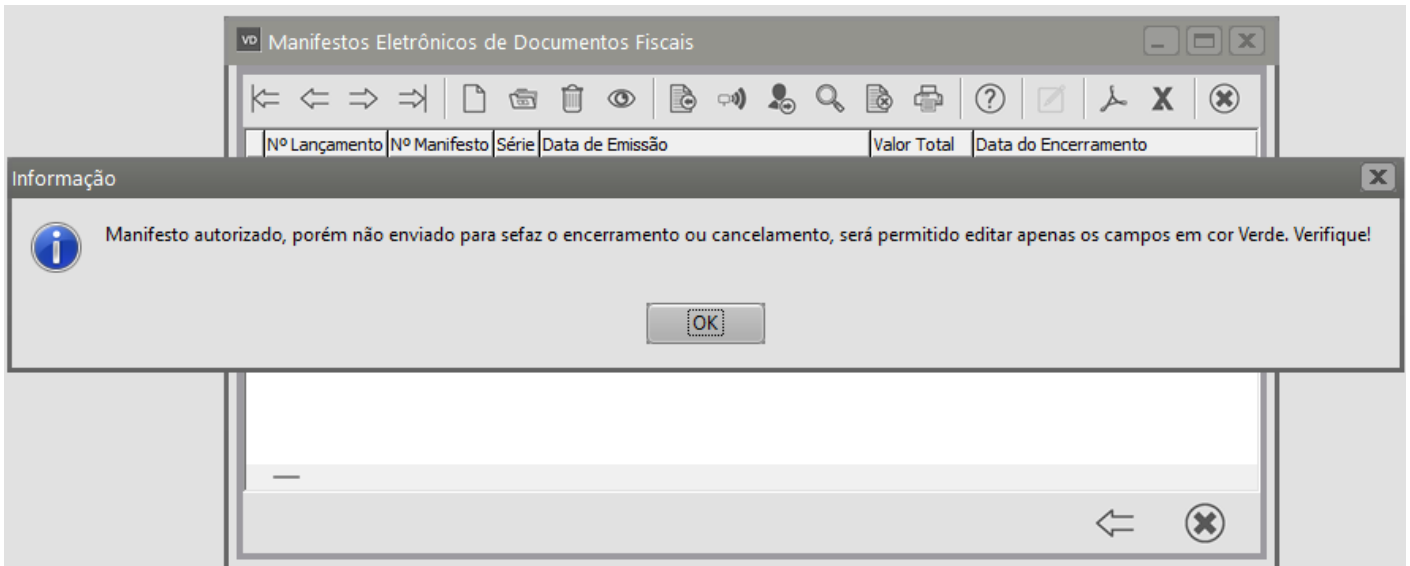 VD Manifestos Eletrônicos de Documentos Fiscais
Nº Lançamento Nº Manifesto Série Data de Emissão Valor Total Data do Encerramento
Informação
Manifesto autorizado, porém não enviado para sefaz o encerramento ou cancelamento, será permitido editar apenas os campos em cor Verde. Verifique!
OK